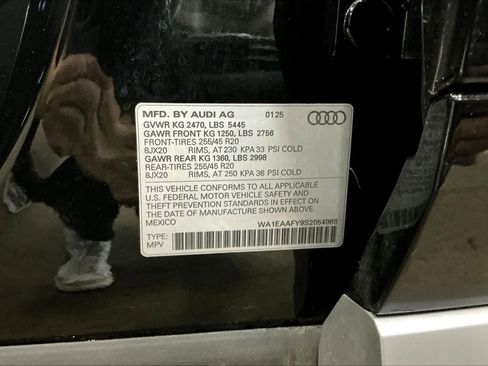 MFD. BY AUDI AG 01 25
GVWR KG 2470, LBS 5445
GAWR FRONT KG 1250, LBS 2756
FRONT-TIRES 255/45 R20
8JX20 RIMS, AT 230 KPA 33 PSI COLD
GAWR REAR KG 1360, LBS 2998
REAR-TIRES 255/45 R20
8JX20 RIMS, AT 250 KPA 36 PSI COLD
THIS VEHICLE CONFORMS TO ALL APPLICABLE
U.S. FEDERAL MOTOR VEHICLE SAFETY AND
THEFT PREVENTION STANDARDS IN EFFECT ON
THE DATE OF MANUFACTURE SHOWN ABOVE.
MEXICO WA1EAAFY9S2054968
TYPE:
MPV